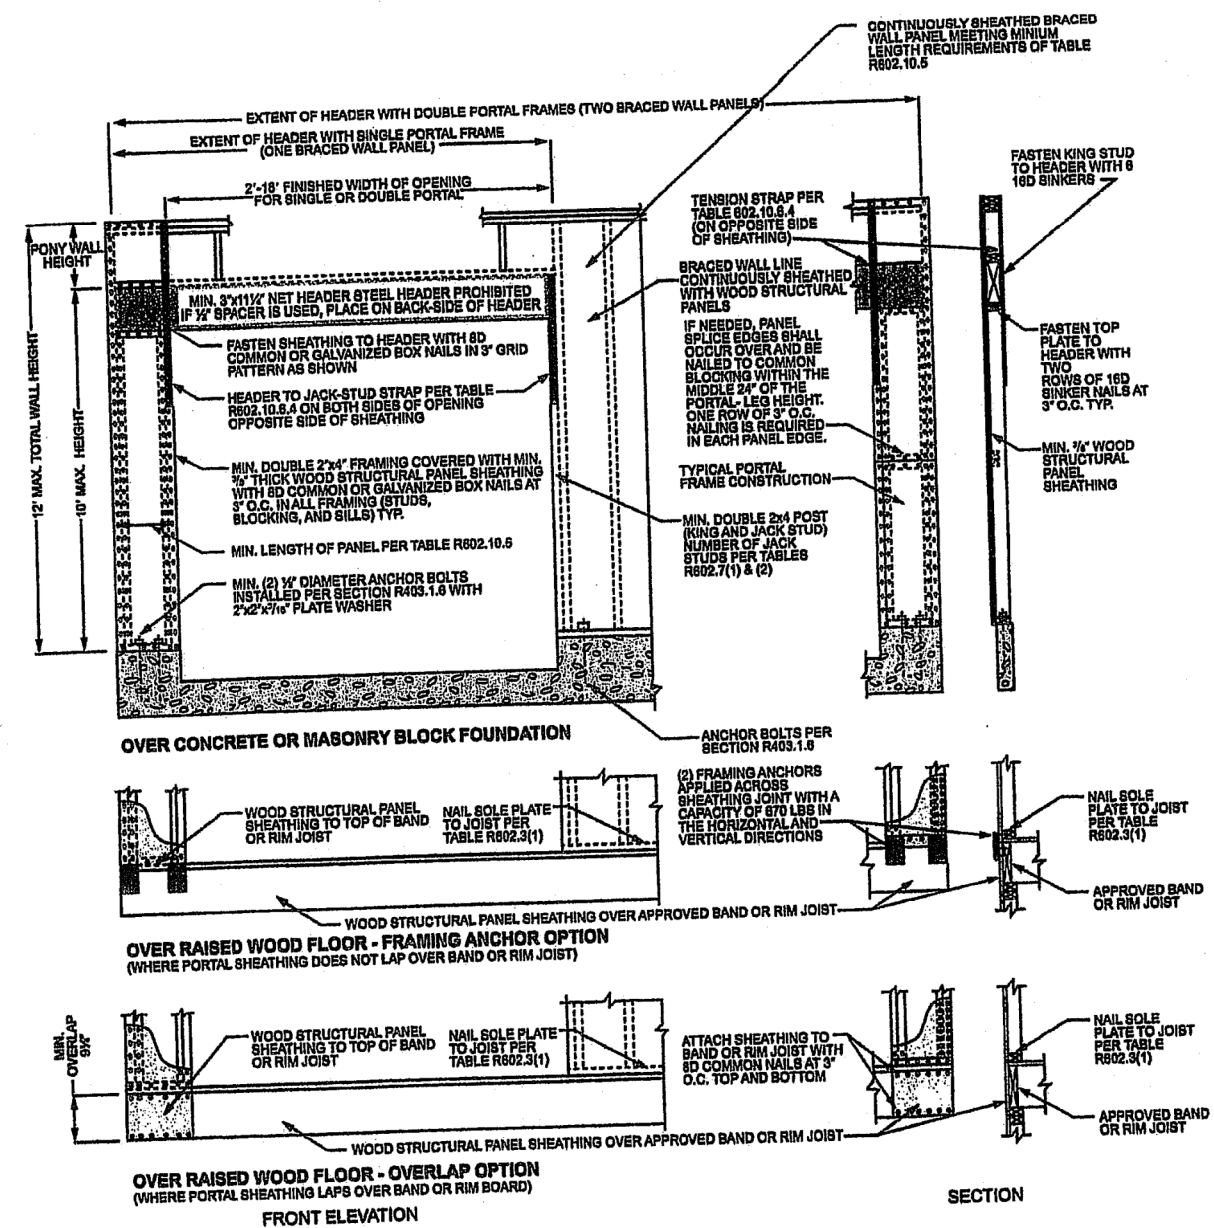 CONTINUOUSLY SHEATHED BRACED
WALL PANEL MEETING MINIUM
LENGTH REQUIREMENTS OF TABLE
R602.10.5
EXTENT OF HEADER WITH DOUBLE PORTAL FRAMES (TWO BRACED WALL PANELS)
EXTENT OF HEADER WITH SINGLE PORTAL FRAME
(ONE BRACED WALL PANEL)
2'-18' FINISHED WIDTH OF OPENING
FOR SINGLE OR DOUBLE PORTAL
FASTEN KING STUD
TO HEADER WITH 6
16D SINKERS
TENSION STRAP PER
TABLE 602.10.6.4
(ON OPPOSITE SIDE
OF SHEATHING)
PONY WALL
HEIGHT
12' MAX. TOTAL WALL HEIGHT
10' MAX. HEIGHT
BRACED WALL LINE
CONTINUOUSLY SHEATHED
WITH WOOD STRUCTURAL
PANELS
MIN. 3"x11¼" NET HEADER STEEL HEADER PROHIBITED
IF ½" SPACER IS USED, PLACE ON BACK-SIDE OF HEADER
FASTEN SHEATHING TO HEADER WITH 8D
COMMON OR GALVANIZED BOX NAILS IN 3" GRID
PATTERN AS SHOWN
HEADER TO JACK-STUD STRAP PER TABLE
R602.10.6.4 ON BOTH SIDES OF OPENING
OPPOSITE SIDE OF SHEATHING
IF NEEDED, PANEL
SPLICE EDGES SHALL
OCCUR OVER AND BE
NAILED TO COMMON
BLOCKING WITHIN THE
MIDDLE 24" OF THE
PORTAL- LEG HEIGHT.
ONE ROW OF 3" O.C.
NAILING IS REQUIRED
IN EACH PANEL EDGE.
FASTEN TOP
PLATE TO
HEADER WITH
TWO
ROWS OF 16D
SINKER NAILS AT
3" O.C. TYP.
MIN. DOUBLE 2"x4" FRAMING COVERED WITH MIN.
⅜" THICK WOOD STRUCTURAL PANEL SHEATHING
WITH 8D COMMON OR GALVANIZED BOX NAILS AT
3" O.C. IN ALL FRAMING (STUDS,
BLOCKING, AND SILLS) TYP.
MIN. ⅜" WOOD
STRUCTURAL
PANEL
SHEATHING
TYPICAL PORTAL
FRAME CONSTRUCTION
MIN. LENGTH OF PANEL PER TABLE R602.10.5
MIN. DOUBLE 2x4 POST
(KING AND JACK STUD)
NUMBER OF JACK
STUDS PER TABLES
R602.7(1) & (2)
MIN. (2) ½" DIAMETER ANCHOR BOLTS
INSTALLED PER SECTION R403.1.6 WITH
2"x2"x³/₁₆" PLATE WASHER
OVER CONCRETE OR MASONRY BLOCK FOUNDATION
ANCHOR BOLTS PER
SECTION R403.1.6
WOOD STRUCTURAL PANEL
SHEATHING TO TOP OF BAND
OR RIM JOIST
NAIL SOLE PLATE
TO JOIST PER
TABLE R602.3(1)
(2) FRAMING ANCHORS
APPLIED ACROSS
SHEATHING JOINT WITH A
CAPACITY OF 670 LBS IN
THE HORIZONTAL AND
VERTICAL DIRECTIONS
NAIL SOLE
PLATE TO JOIST
PER TABLE
R602.3(1)
APPROVED BAND
OR RIM JOIST
WOOD STRUCTURAL PANEL SHEATHING OVER APPROVED BAND OR RIM JOIST
OVER RAISED WOOD FLOOR - FRAMING ANCHOR OPTION
(WHERE PORTAL SHEATHING DOES NOT LAP OVER BAND OR RIM JOIST)
MIN.
OVERLAP
9¼"
WOOD STRUCTURAL PANEL
SHEATHING TO TOP OF BAND
OR RIM JOIST
NAIL SOLE PLATE
TO JOIST PER
TABLE R602.3(1)
ATTACH SHEATHING TO
BAND OR RIM JOIST WITH
8D COMMON NAILS AT 3"
O.C. TOP AND BOTTOM
NAIL SOLE
PLATE TO JOIST
PER TABLE
R602.3(1)
APPROVED BAND
OR RIM JOIST
WOOD STRUCTURAL PANEL SHEATHING OVER APPROVED BAND OR RIM JOIST
OVER RAISED WOOD FLOOR - OVERLAP OPTION
(WHERE PORTAL SHEATHING LAPS OVER BAND OR RIM BOARD)
FRONT ELEVATION
SECTION